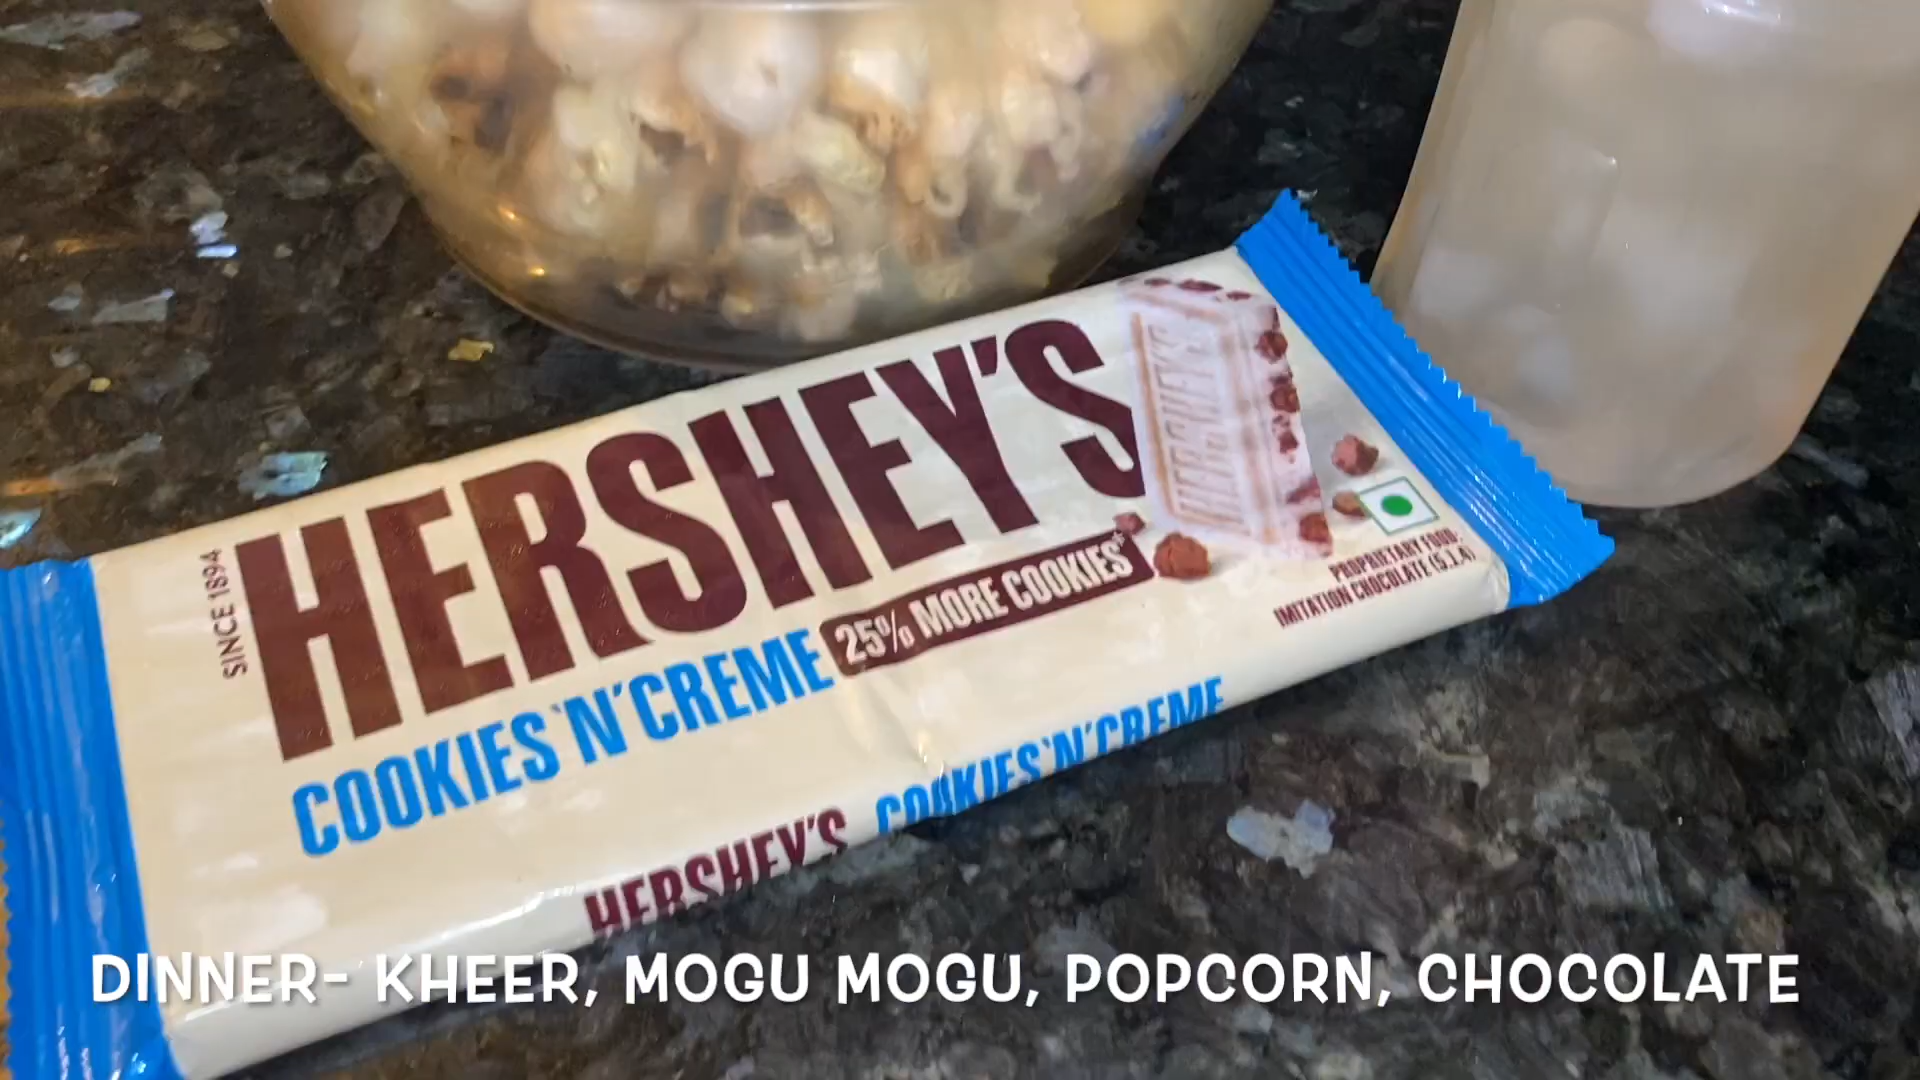 SINCE 1894
HERSHEY'S
HERSHEY'S
COOKIES 'N' CREME
25% MORE COOKIES*
PROPRIETARY FOOD:
IMITATION CHOCOLATE (5.1.4)
HERSHEY'S COOKIES 'N' CREME
DINNER- KHEER, MOGU MOGU, POPCORN, CHOCOLATE